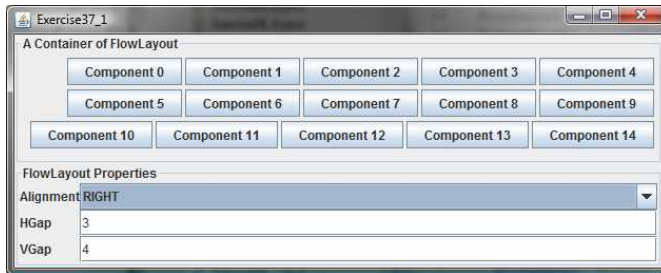 Exercise37_1
A Container of FlowLayout
Component 0 Component 1 Component 2 Component 3 Component 4
Component 5 Component 6 Component 7 Component 8 Component 9
Component 10 Component 11 Component 12 Component 13 Component 14
FlowLayout Properties
Alignment RIGHT
HGap 3
VGap 4